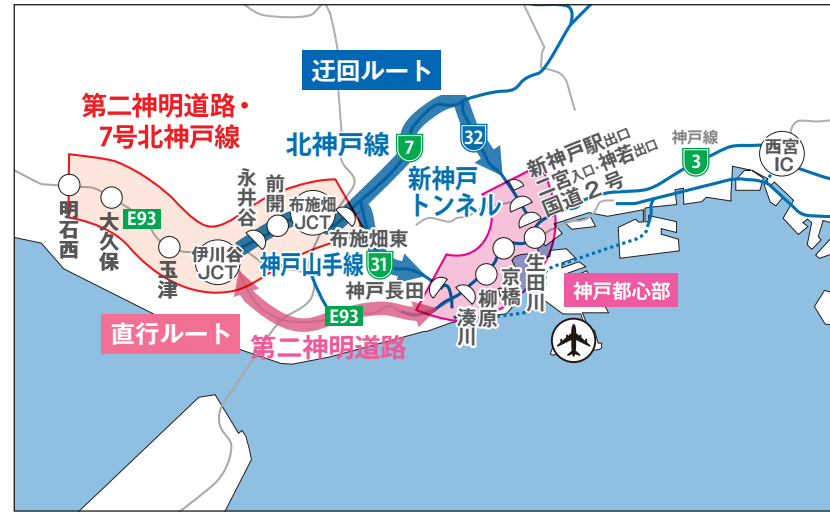 迂回ルート
第二神明道路・
7号北神戸線
北神戸線
7
32
新神戸
トンネル
新神戸駅出口
二宮入口・神若出口
国道2号
神戸線
3
西宮
IC
明石西
大久保
E93
玉津
伊川谷
JCT
永井谷
前開
布施畑
JCT
布施畑東
神戸山手線
31
神戸長田
湊川
柳原
京橋
生田川
神戸都心部
E93
直行ルート
第二神明道路